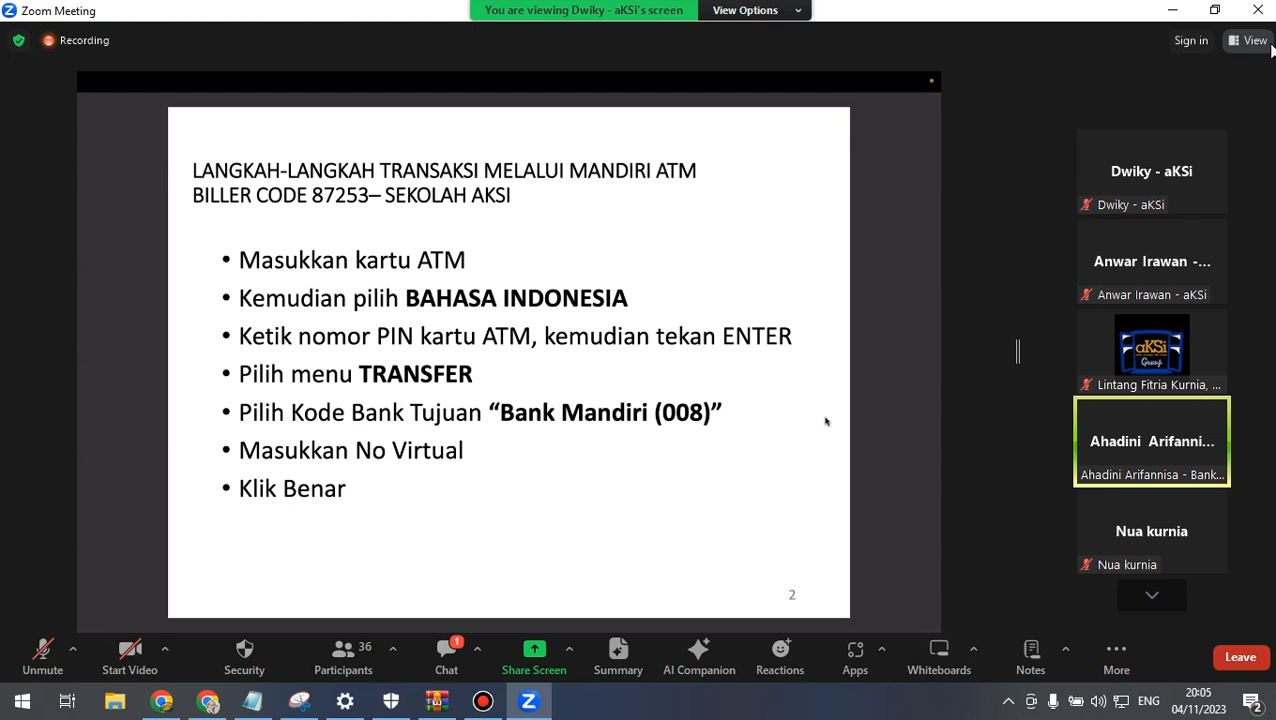 Zoom Meeting
You are viewing Dwiky - aKSi's screen
View Options
Recording
Sign in
View
LANGKAH-LANGKAH TRANSAKSI MELALUI MANDIRI ATM
BILLER CODE 87253– SEKOLAH AKSI
• Masukkan kartu ATM
• Kemudian pilih BAHASA INDONESIA
• Ketik nomor PIN kartu ATM, kemudian tekan ENTER
• Pilih menu TRANSFER
• Pilih Kode Bank Tujuan “Bank Mandiri (008)”
• Masukkan No Virtual
• Klik Benar
2
Dwiky - aKSi
Dwiky - aKSi
Anwar Irawan -...
Anwar Irawan - aKSi
aKSi
Group
Lintang Fitria Kurnia, ...
Ahadini Arifanni...
Ahadini Arifannisa - Bank...
Nua kurnia
Nua kurnia
Unmute
Start Video
Security
36
Participants
1
Chat
Share Screen
Summary
AI Companion
Reactions
Apps
Whiteboards
Notes
More
Leave
ENG
20:05
04/11/2023
2